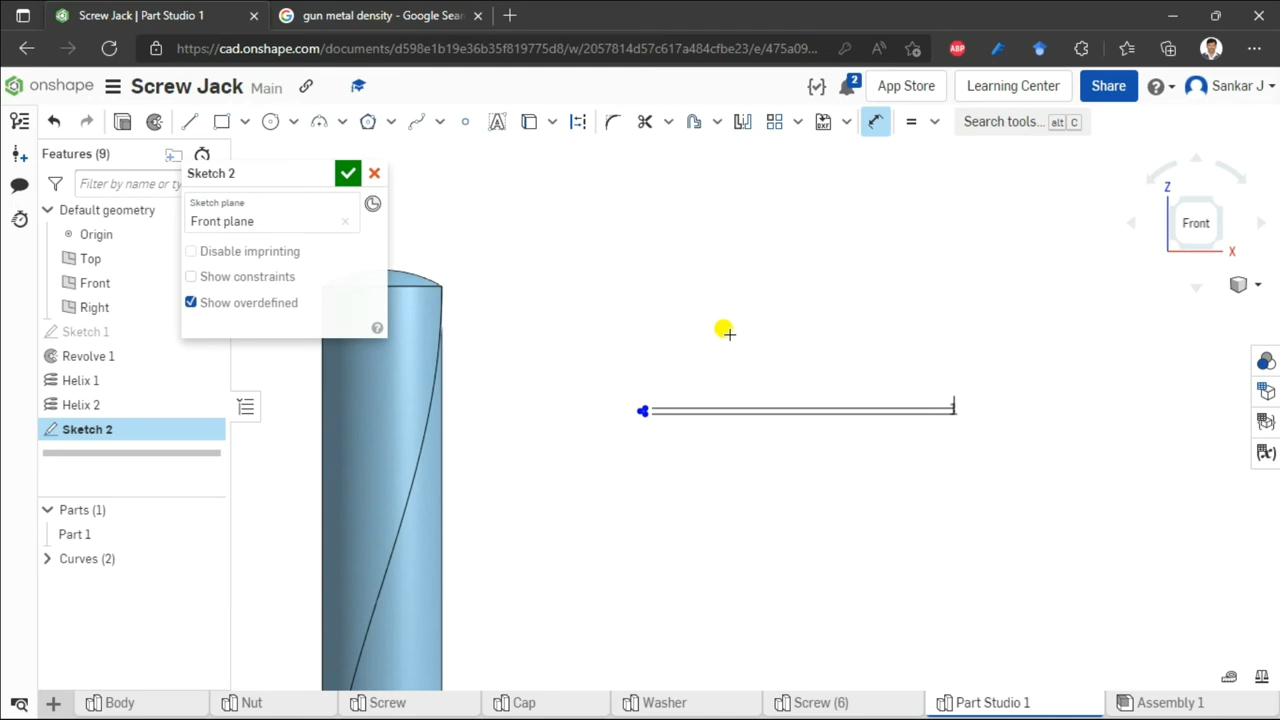 Screw Jack | Part Studio 1
gun metal density - Google Sear
https://cad.onshape.com/documents/d598e1b19e36b35f819775d8/w/2057814d57c617a484cfbe23/e/475a09...
ABP
onshape
Screw Jack Main
2
App Store
Learning Center
Share
Sankar J
DXF
Search tools... alt C
Features (9)
Filter by name or ty
Default geometry
Origin
Top
Front
Right
Sketch 1
Revolve 1
Helix 1
Helix 2
Sketch 2
Parts (1)
Part 1
Curves (2)
Sketch 2
Sketch plane
Front plane
Disable imprinting
Show constraints
Show overdefined
Z
Front
X
1
Body
Nut
Screw
Cap
Washer
Screw (6)
Part Studio 1
Assembly 1